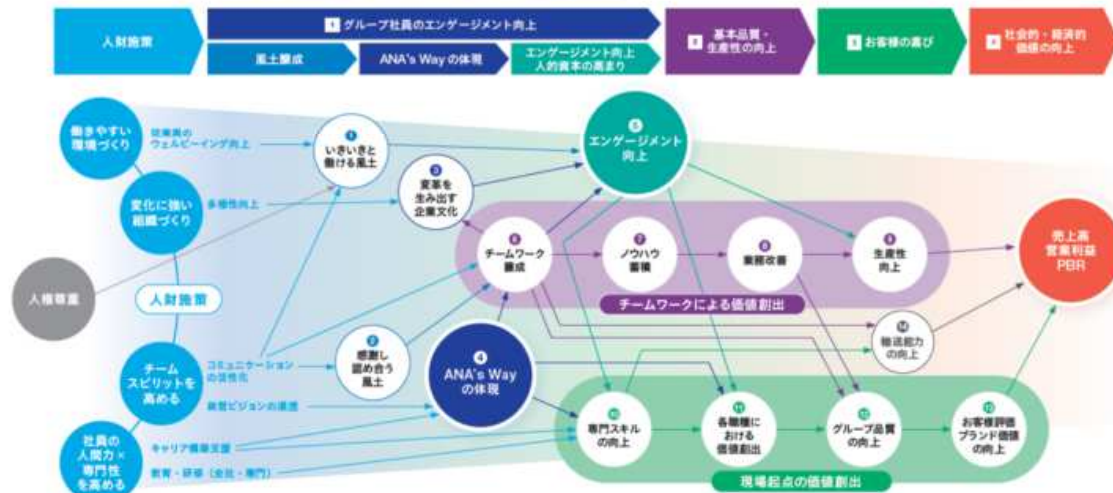 人財施策
1 グループ社員のエンゲージメント向上
風土醸成
ANA's Wayの体現
エンゲージメント向上
人的資本の高まり
2 基本品質・
生産性の向上
3 お客様の喜び
4 社会的・経済的
価値の向上
働きやすい
環境づくり
従業員の
ウェルビーイング向上
変化に強い
組織づくり
多様性向上
人権尊重
人財施策
チーム
スピリットを
高める
コミュニケーション
の活性化
経営ビジョンの浸透
社員の
人間力×
専門性
を高める
キャリア構築支援
教育・研修（全社・専門）
1
いきいきと
働ける風土
2
感謝し
認め合う
風土
3
変革を
生み出す
企業文化
4
ANA's Way
の体現
5
エンゲージメント
向上
6
チームワーク
醸成
7
ノウハウ
蓄積
8
業務改善
9
生産性
向上
チームワークによる価値創出
10
専門スキル
の向上
11
各職種に
おける
価値創出
12
グループ品質
の向上
13
お客様評価
ブランド価値
の向上
現場起点の価値創出
14
輸送能力
の向上
売上高
営業利益
PBR